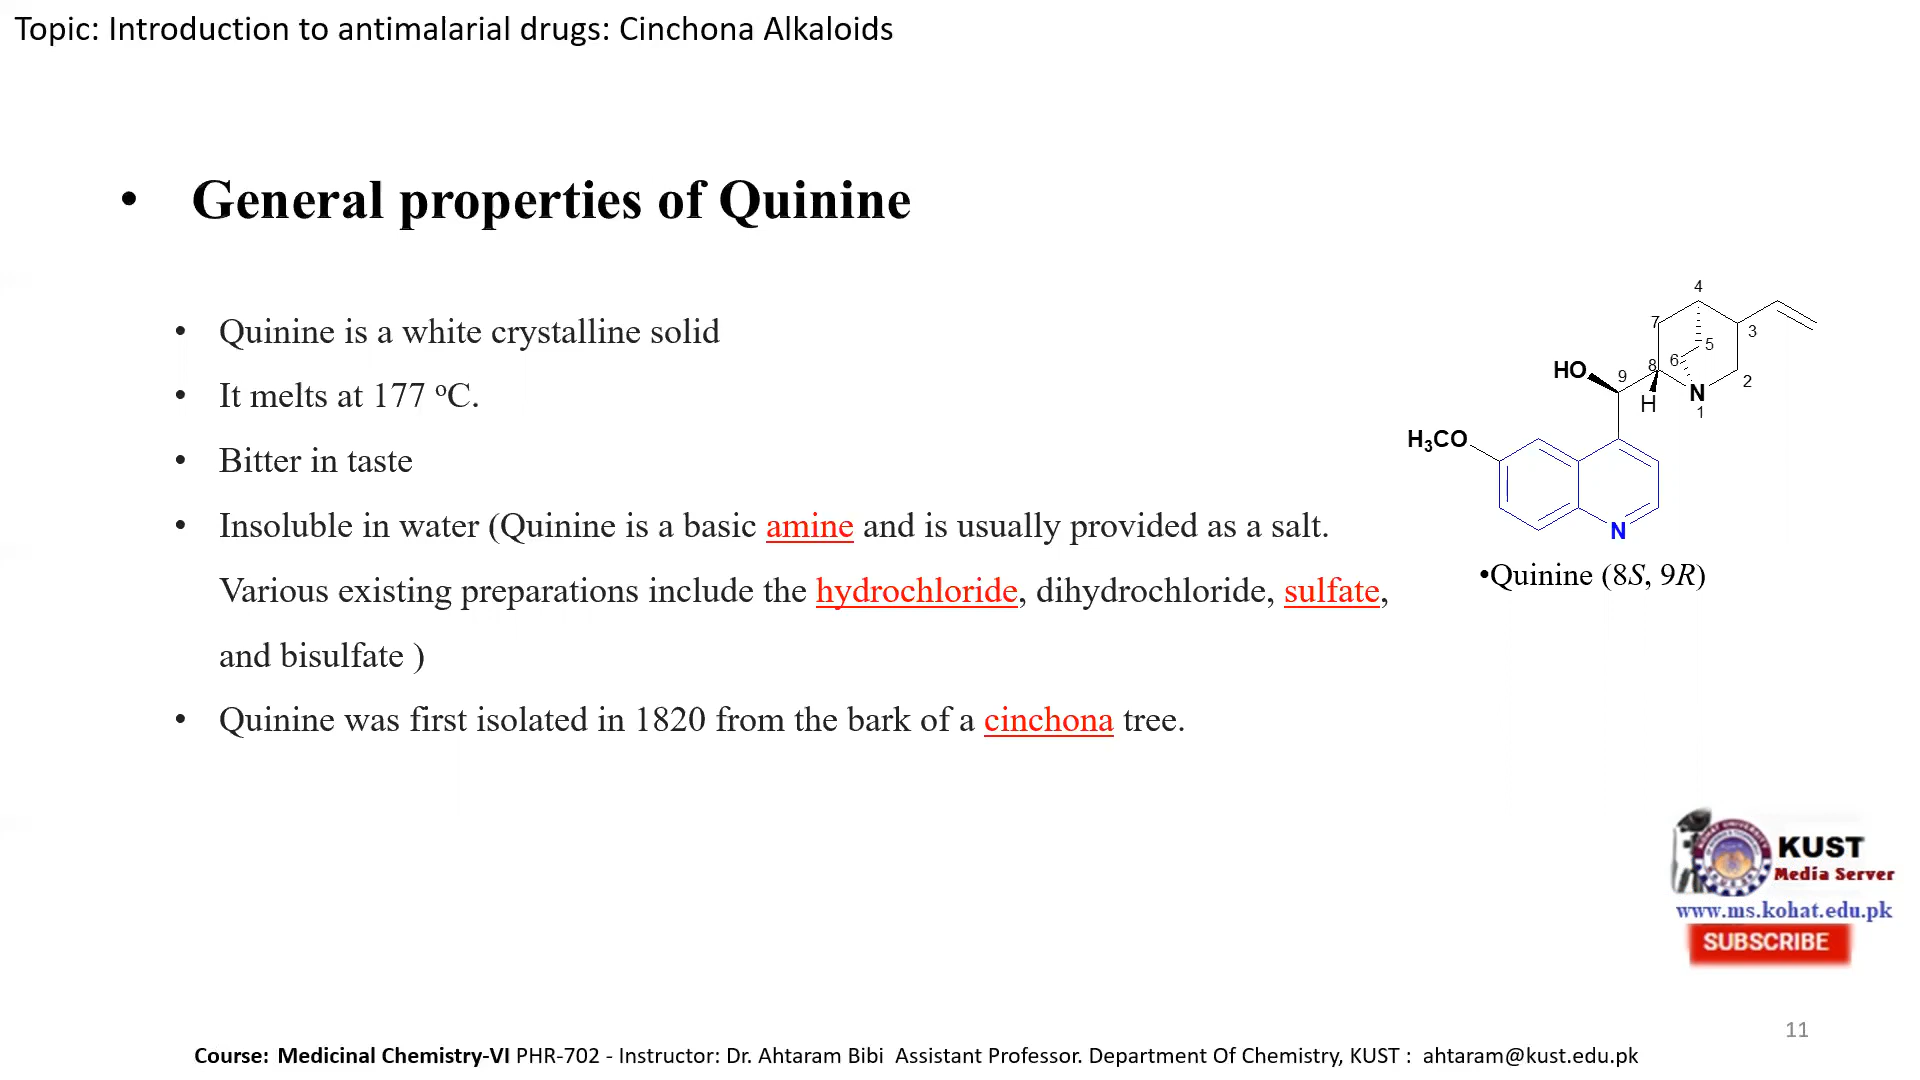 Topic: Introduction to antimalarial drugs: Cinchona Alkaloids
• General properties of Quinine
• Quinine is a white crystalline solid
• It melts at 177 ºC.
• Bitter in taste
• Insoluble in water (Quinine is a basic amine and is usually provided as a salt.
Various existing preparations include the hydrochloride, dihydrochloride, sulfate,
and bisulfate )
• Quinine was first isolated in 1820 from the bark of a cinchona tree.
4
7
3
5
6
8
HO
9
2
H
N
1
H₃CO
N
•Quinine (8S, 9R)
KUST
Media Server
www.ms.kohat.edu.pk
SUBSCRIBE
11
Course: Medicinal Chemistry-VI PHR-702 - Instructor: Dr. Ahtaram Bibi Assistant Professor. Department Of Chemistry, KUST : ahtaram@kust.edu.pk